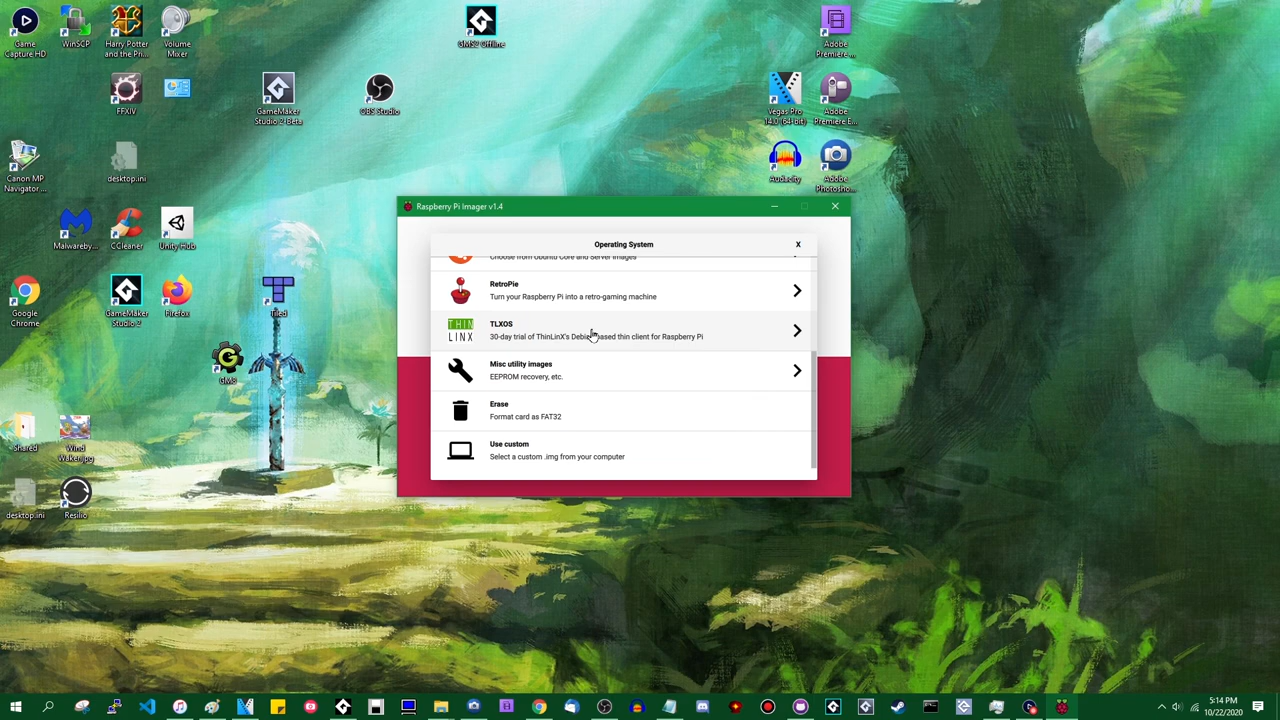 Game
Capture HD
WinSCP
Harry Potter
and the Pri...
Volume
Mixer
GMS2 Offline
Adobe
Premiere ...
FFXIV
GameMaker
Studio 2 Beta
OBS Studio
Vegas Pro
14.0 (64-bit)
Adobe
Premiere E...
Canon MP
Navigator ...
desktop.ini
Audacity
Adobe
Photosho...
Malwareby...
CCleaner
Unity Hub
Google
Chrome
GameMaker
Studio 2
Firefox
Tiled
GM8
Shared
Wind
Waker.jpg
desktop.ini
Resilio
Raspberry Pi Imager v1.4
Operating System
X
Choose from Ubuntu Core and Server images
RetroPie
Turn your Raspberry Pi into a retro-gaming machine
THIN
LINX
TLXOS
30-day trial of ThinLinX's Debian based thin client for Raspberry Pi
Misc utility images
EEPROM recovery, etc.
Erase
Format card as FAT32
Use custom
Select a custom .img from your computer
5:14 PM
10/22/2020